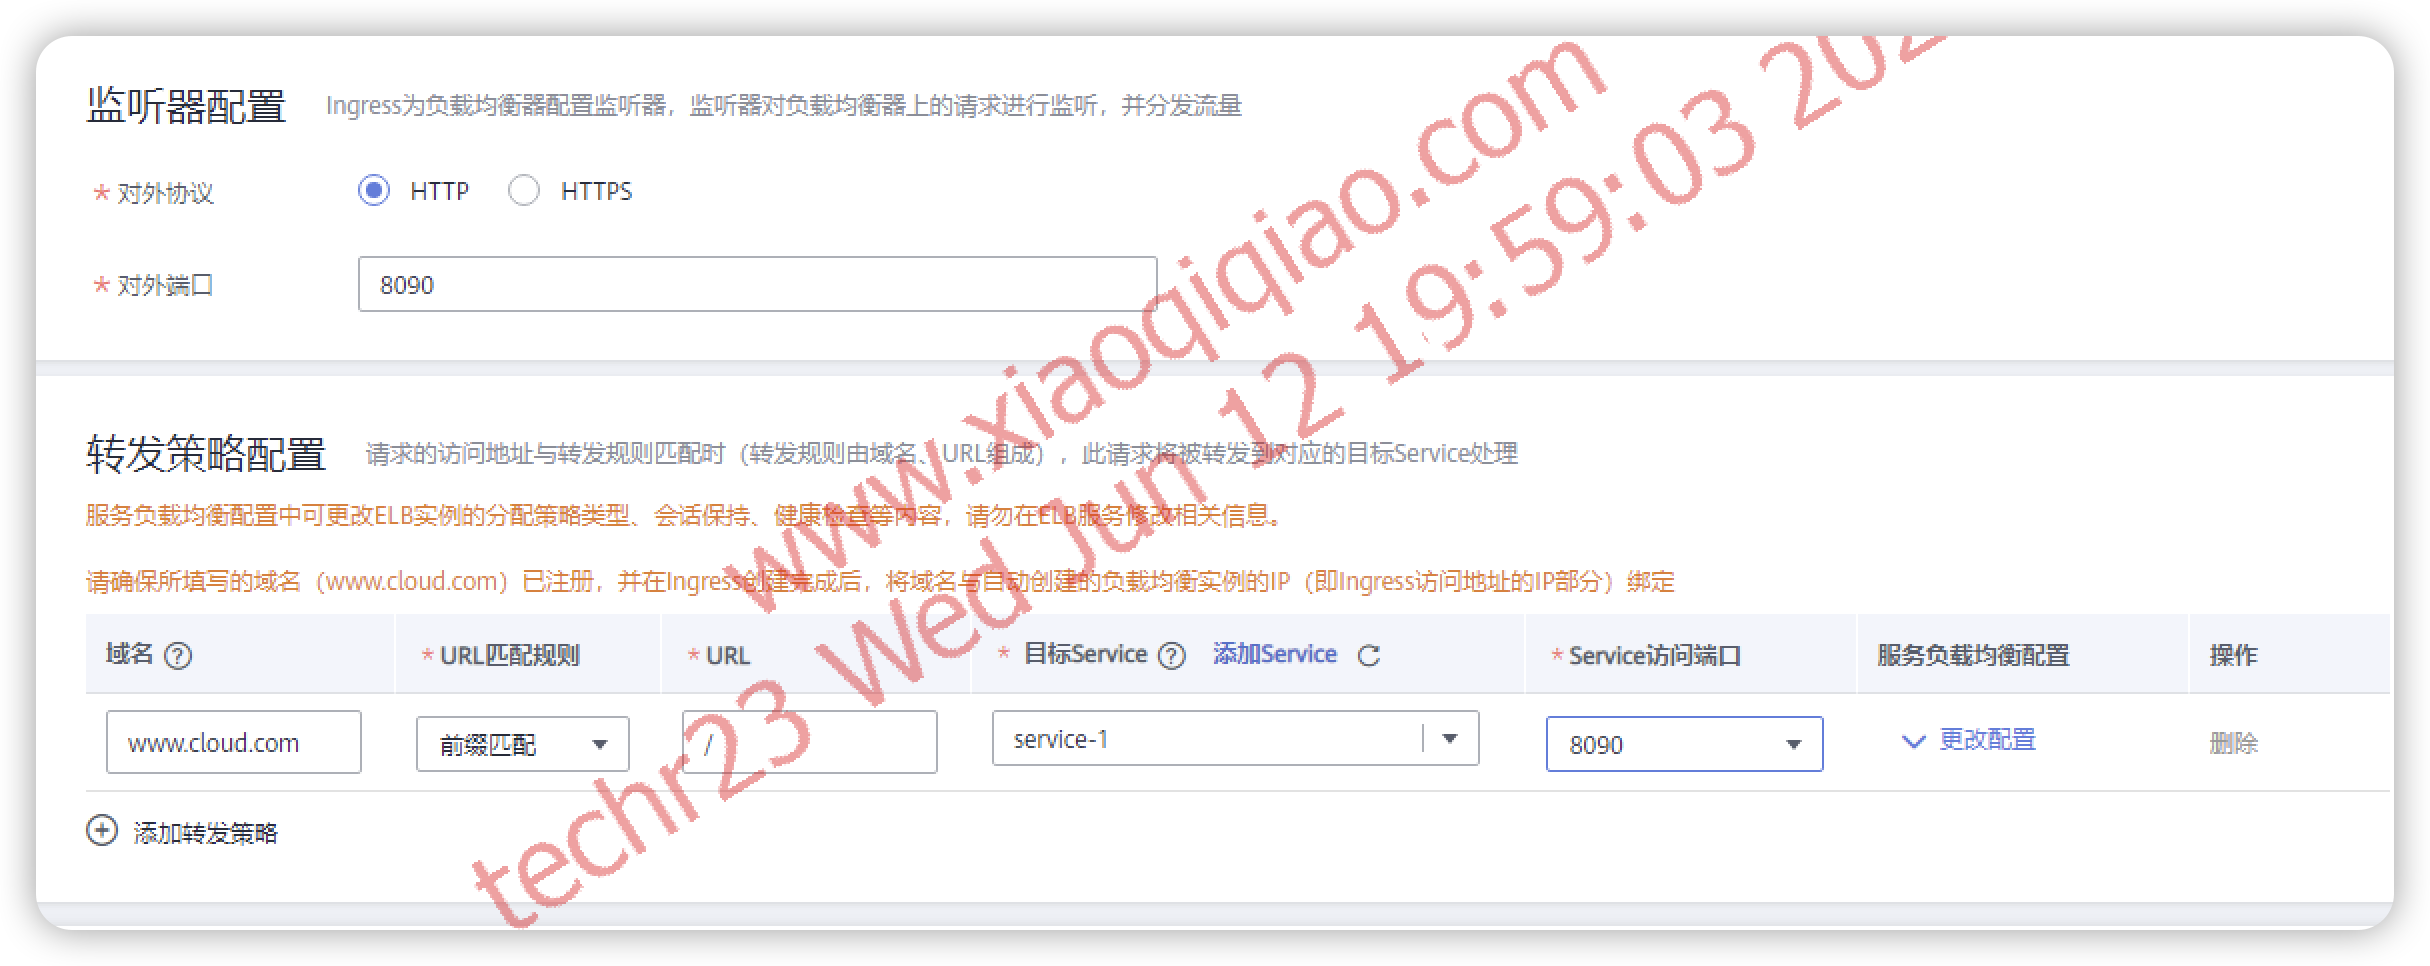 监听器配置 Ingress为负载均衡器配置监听器，监听器对负载均衡器上的请求进行监听，并分发流量
* 对外协议 HTTP HTTPS
* 对外端口 8090
转发策略配置 请求的访问地址与转发规则匹配时（转发规则由域名、URL组成），此请求将被转发到对应的目标Service处理
服务负载均衡配置中可更改ELB实例的分配策略类型、会话保持、健康检查等内容，请勿在ELB服务修改相关信息。
请确保所填写的域名（www.cloud.com）已注册，并在Ingress创建完成后，将域名与自动创建的负载均衡实例的IP（即Ingress访问地址的IP部分）绑定
域名 ? * URL匹配规则 * URL * 目标Service ? 添加Service * Service访问端口 服务负载均衡配置 操作
www.cloud.com 前缀匹配 / service-1 8090 更改配置 删除
添加转发策略
www.xiaoqiqiao.com
techr23 Wed Jun 12 19:59:03 202